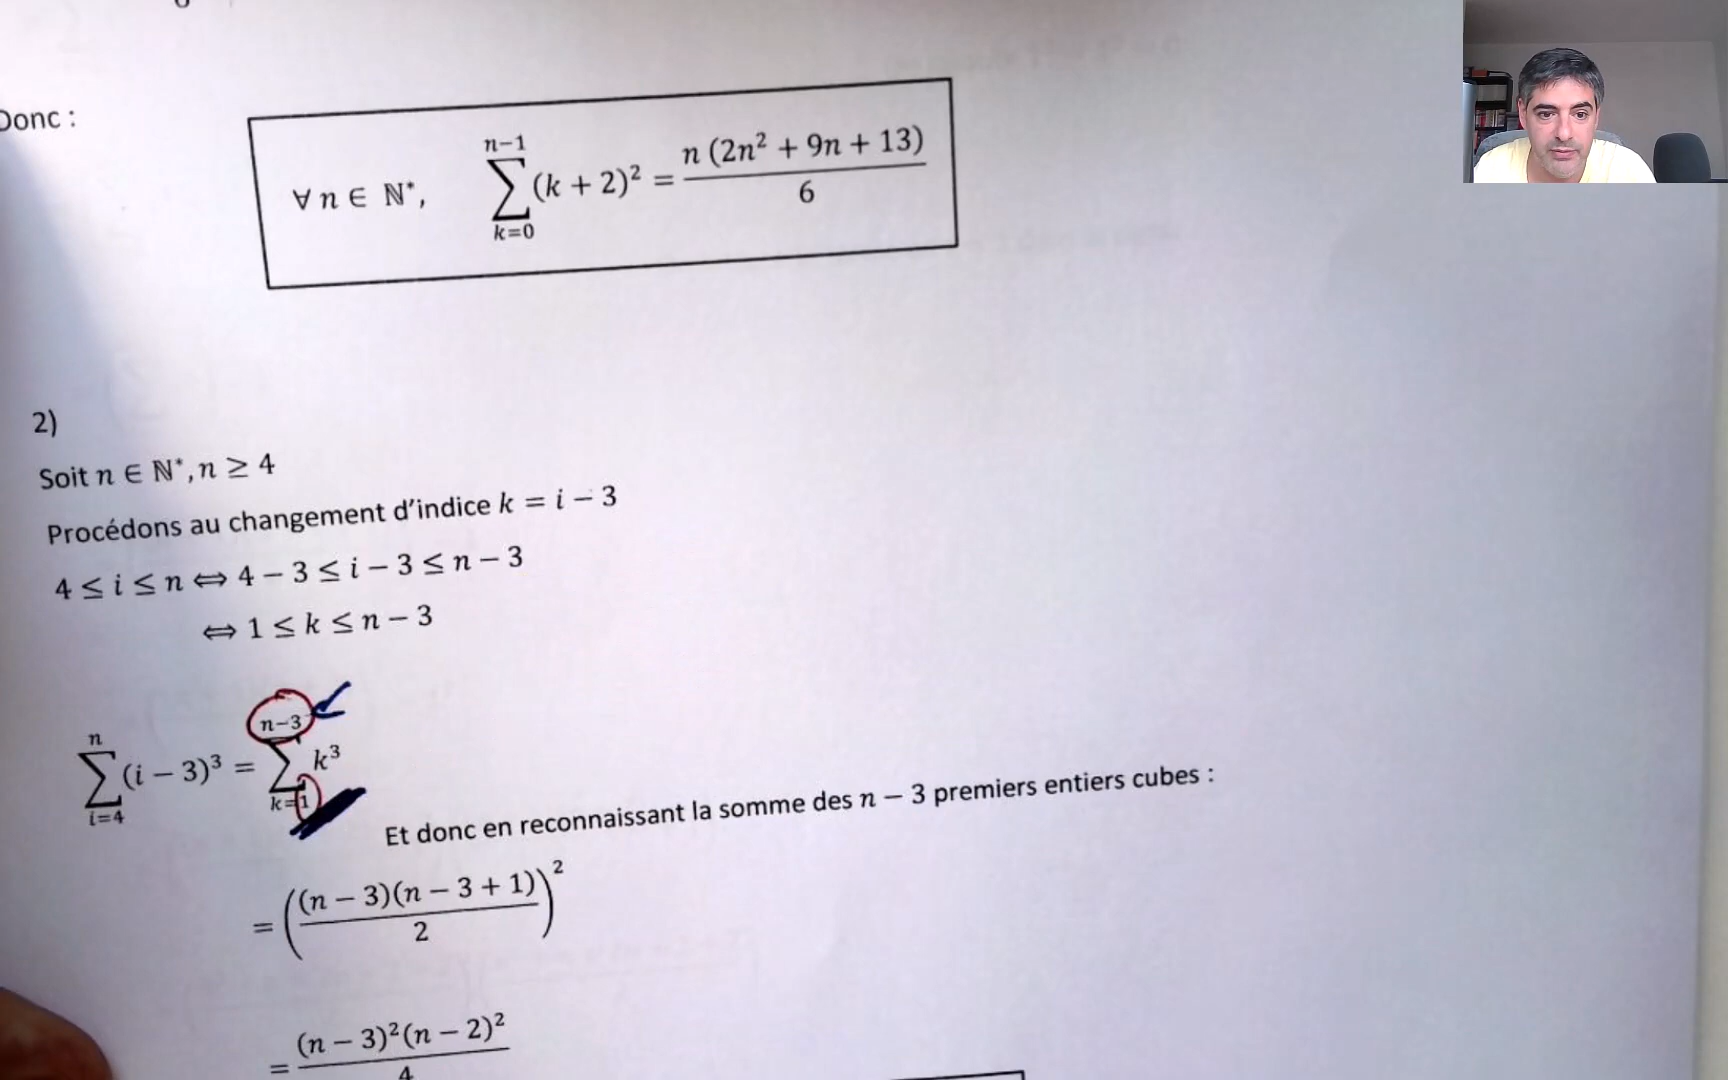 Donc :
∀ n ∈ ℕ*, ∑_{k=0}^{n−1} (k + 2)² = n (2n² + 9n + 13) / 6
2)
Soit n ∈ ℕ*, n ≥ 4
Procédons au changement d'indice k = i − 3
4 ≤ i ≤ n ⟺ 4 − 3 ≤ i − 3 ≤ n − 3
⟺ 1 ≤ k ≤ n − 3
∑_{i=4}^{n} (i − 3)³ = ∑_{k=1}^{n−3} k³
Et donc en reconnaissant la somme des n − 3 premiers entiers cubes :
= ((n − 3)(n − 3 + 1) / 2)²
= (n − 3)²(n − 2)² / 4